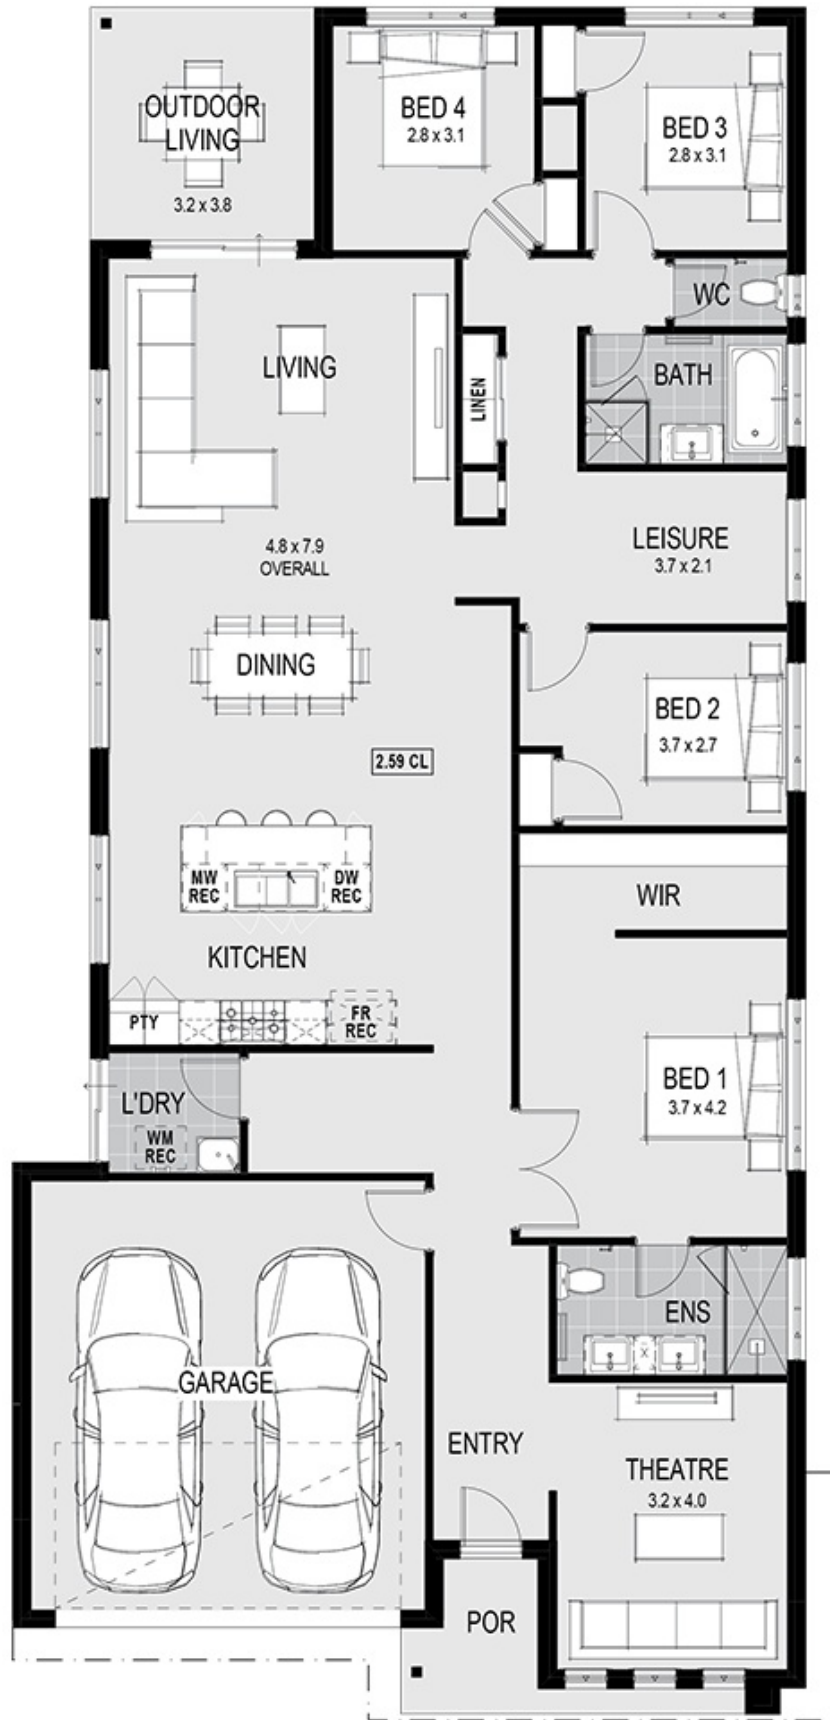 OUTDOOR
LIVING
3.2 x 3.8
BED 4
2.8 x 3.1
BED 3
2.8 x 3.1
WC
BATH
LINEN
LIVING
4.8 x 7.9
OVERALL
LEISURE
3.7 x 2.1
DINING
BED 2
3.7 x 2.7
2.59 CL
MW
REC
DW
REC
WIR
KITCHEN
PTY
FR
REC
BED 1
3.7 x 4.2
L'DRY
WM
REC
ENS
GARAGE
ENTRY
THEATRE
3.2 x 4.0
POR